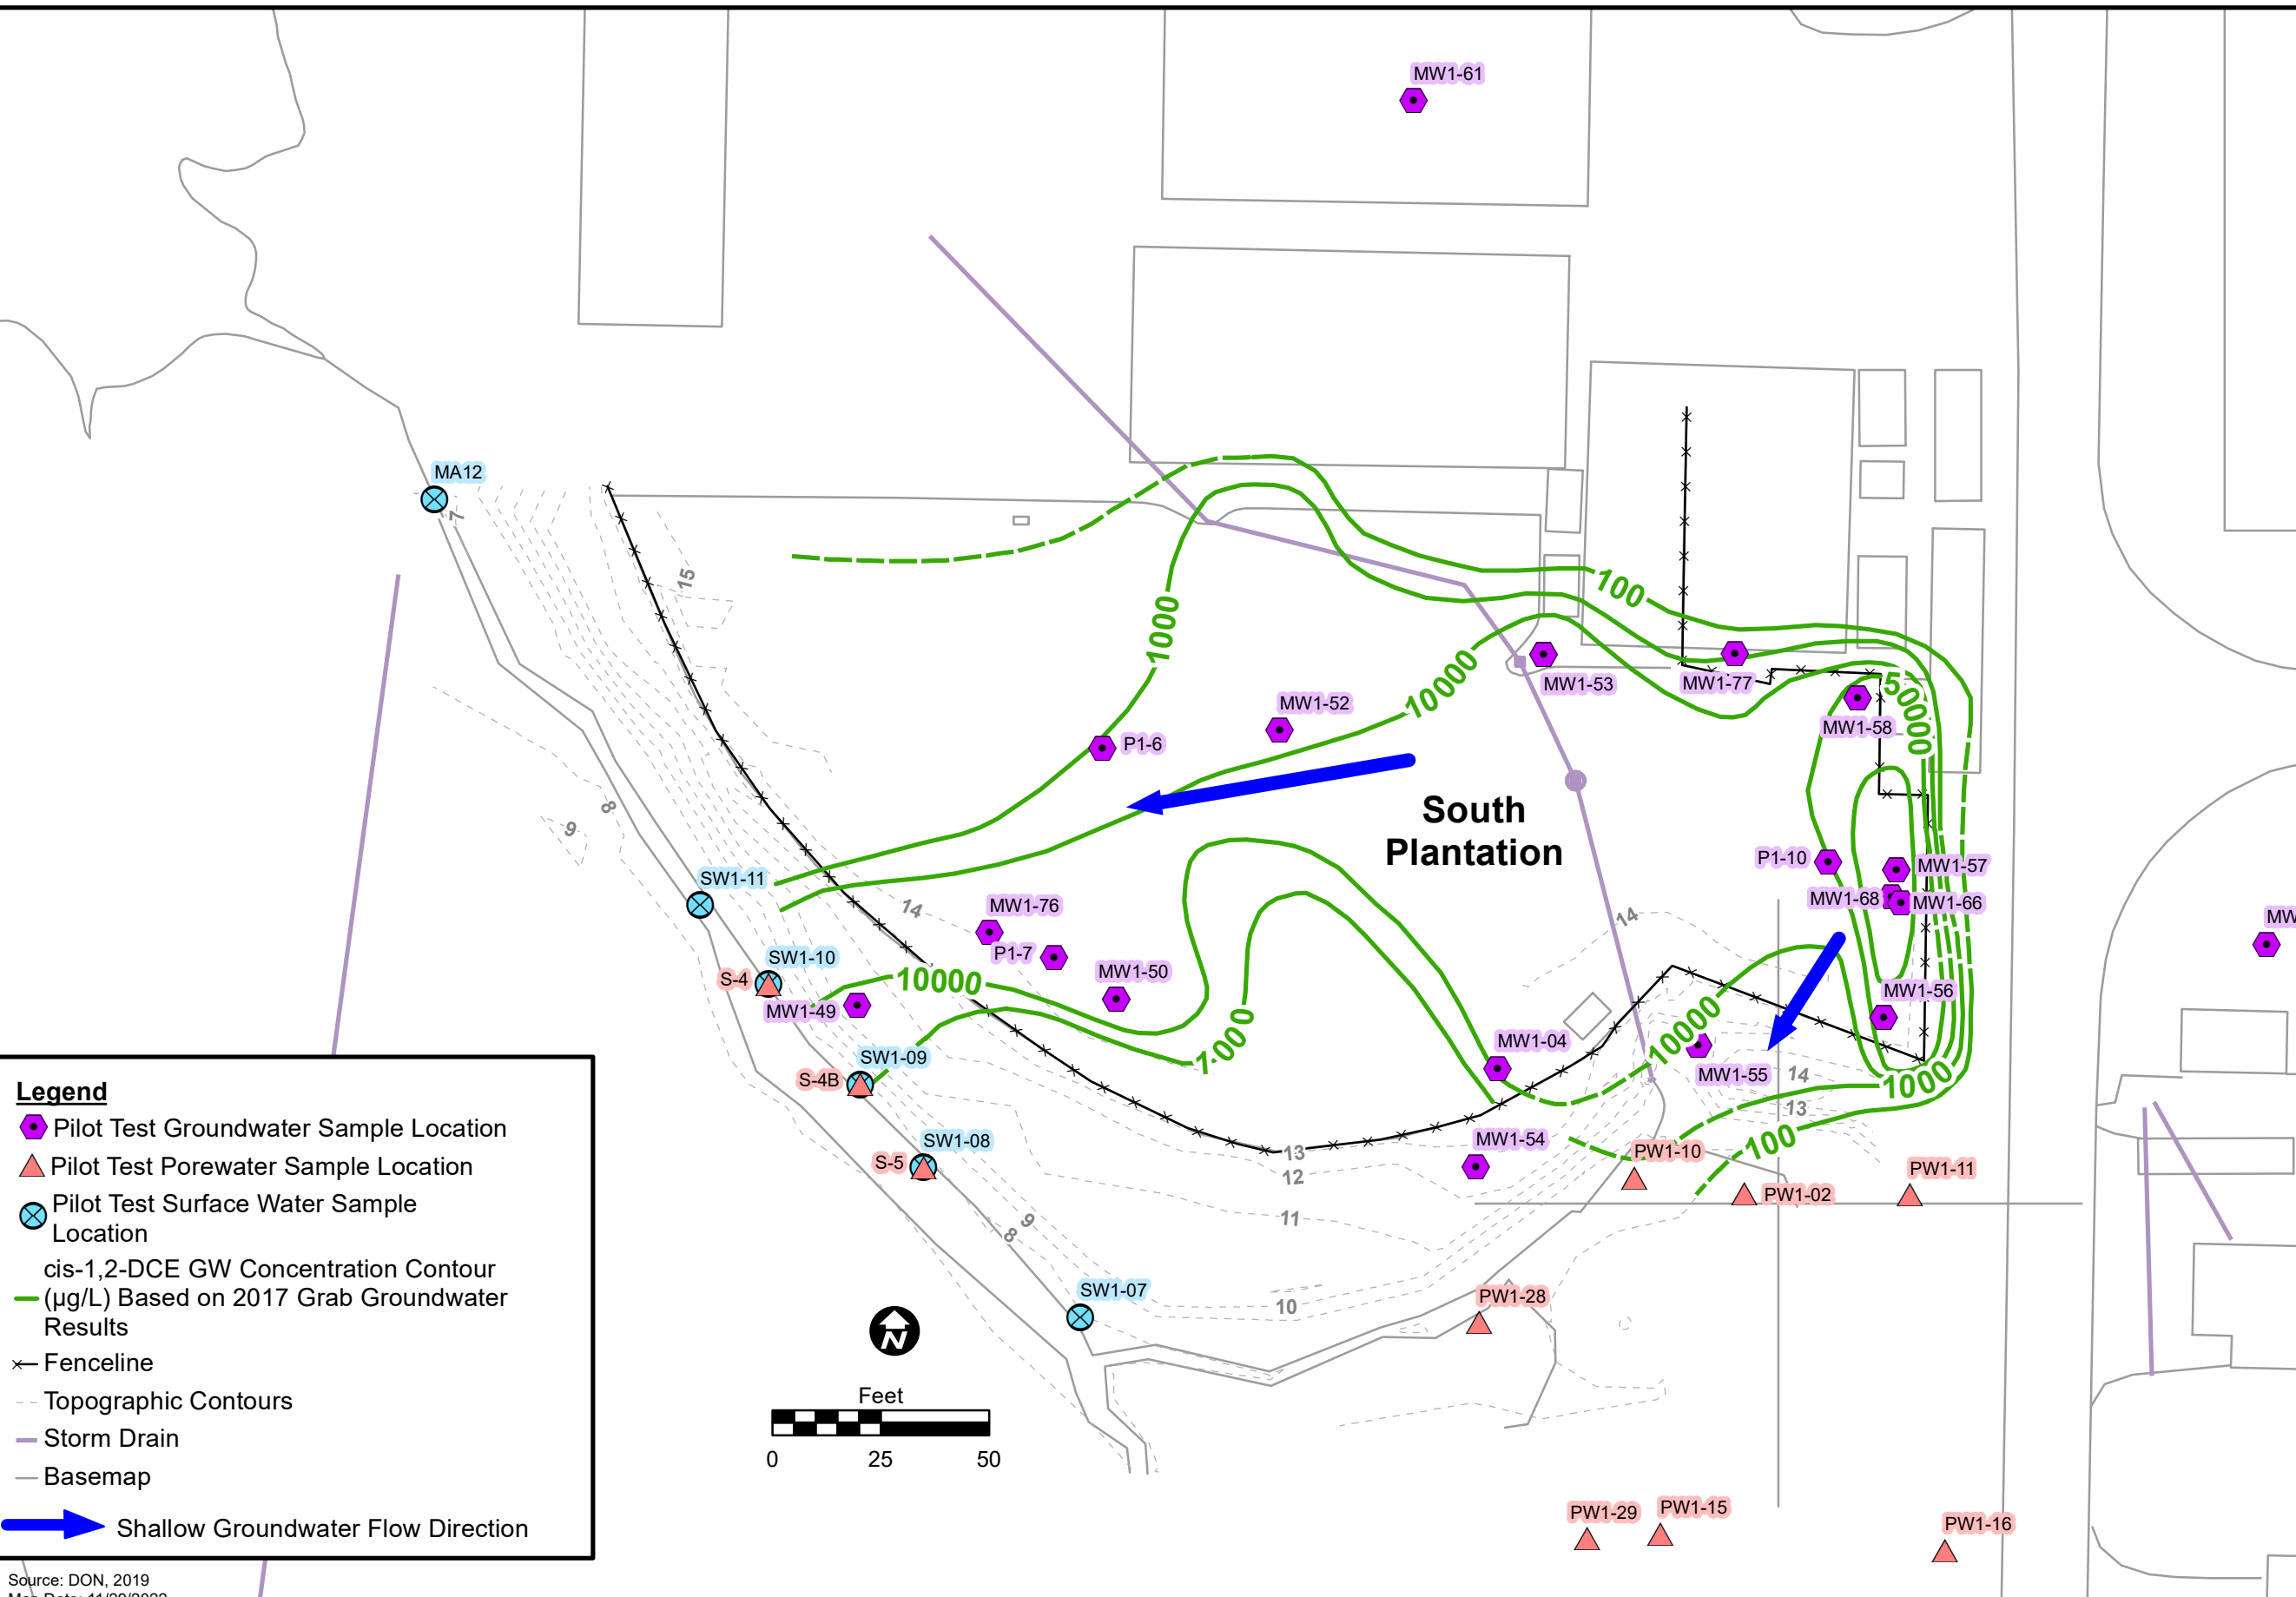 MW1-61
MA12
7
15
100
1000
10000
MW1-53
MW1-77
50000
MW1-58
MW1-52
P1-6
South
Plantation
8
9
SW1-11
14
P1-10
MW1-57
MW1-68
MW1-66
MW
MW1-76
P1-7
MW1-50
14
SW1-10
S-4
10000
MW1-49
MW1-56
10000
1000
MW1-04
MW1-55
14
13
1000
SW1-09
S-4B
100
SW1-08
S-5
MW1-54
13
12
11
PW1-10
PW1-02
PW1-11
9
8
SW1-07
10
PW1-28
N
Feet
0 25 50
PW1-29
PW1-15
PW1-16
Legend
Pilot Test Groundwater Sample Location
Pilot Test Porewater Sample Location
Pilot Test Surface Water Sample
Location
cis-1,2-DCE GW Concentration Contour
(µg/L) Based on 2017 Grab Groundwater
Results
Fenceline
Topographic Contours
Storm Drain
Basemap
Shallow Groundwater Flow Direction
Source: DON, 2019